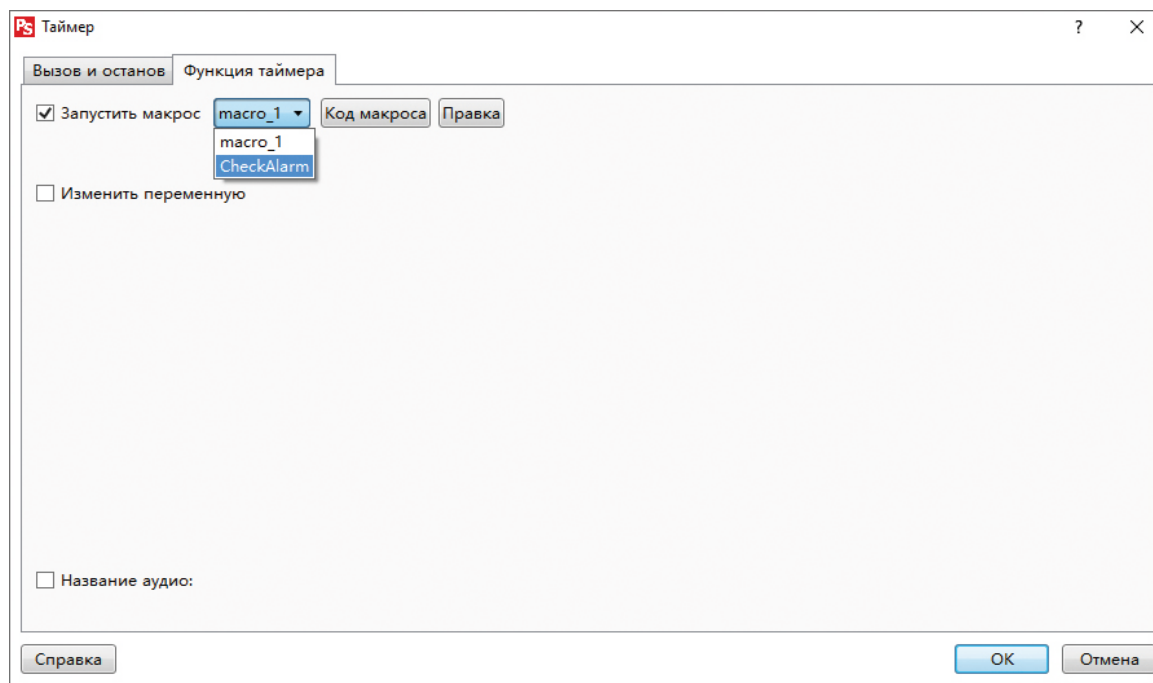 PS Таймер ? ×
Вызов и останов Функция таймера
Запустить макрос macro_1 Код макроса Правка
macro_1
CheckAlarm
Изменить переменную
Название аудио:
Справка OK Отмена